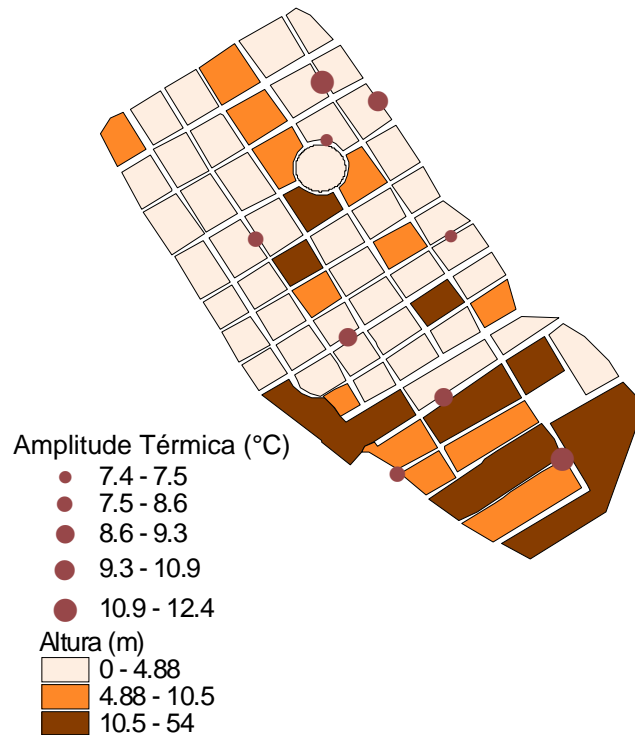 Amplitude Térmica (°C)
7.4 - 7.5
7.5 - 8.6
8.6 - 9.3
9.3 - 10.9
10.9 - 12.4
Altura (m)
0 - 4.88
4.88 - 10.5
10.5 - 54